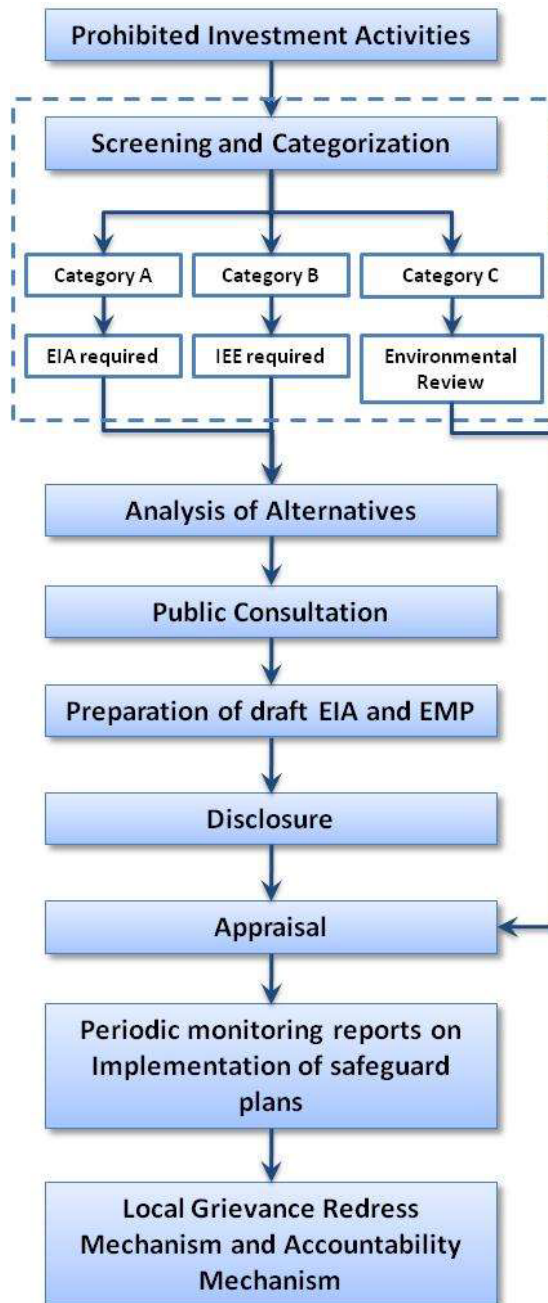 Prohibited Investment Activities
Screening and Categorization
Category A
Category B
Category C
EIA required
IEE required
Environmental
Review
Analysis of Alternatives
Public Consultation
Preparation of draft EIA and EMP
Disclosure
Appraisal
Periodic monitoring reports on
Implementation of safeguard
plans
Local Grievance Redress
Mechanism and Accountability
Mechanism